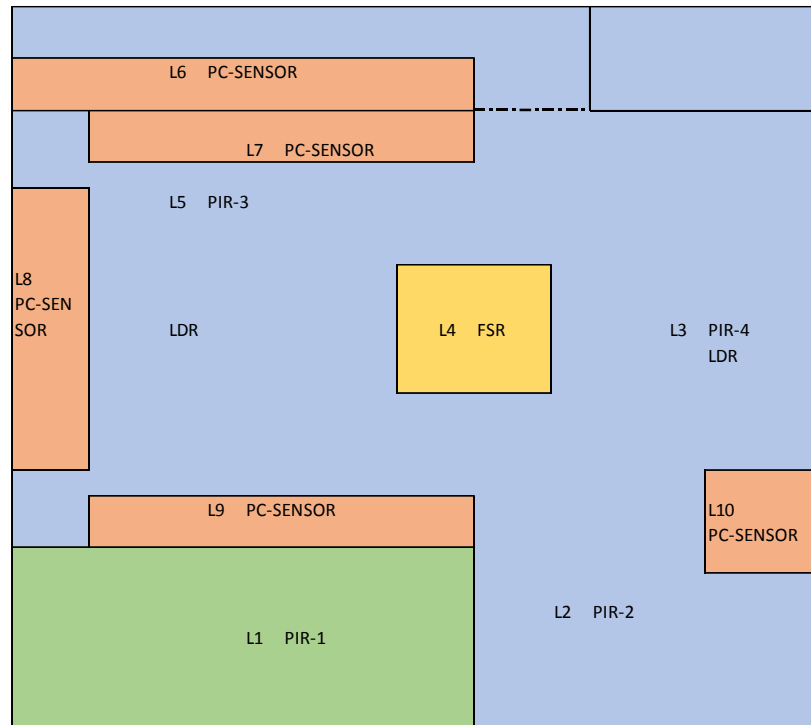 L6 PC-SENSOR
L7 PC-SENSOR
L5 PIR-3
L8
PC-SEN
SOR
LDR
L4 FSR
L3 PIR-4
LDR
L9 PC-SENSOR
L10
PC-SENSOR
L2 PIR-2
L1 PIR-1